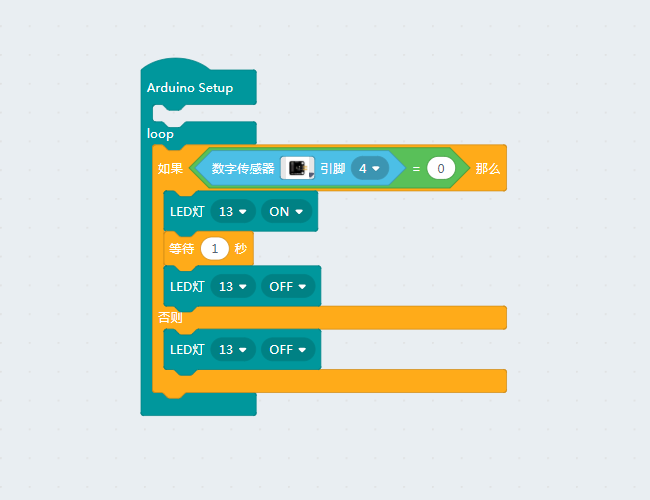 Arduino Setup
loop
如果 数字传感器 引脚 4 = 0 那么
LED灯 13 ON
等待 1 秒
LED灯 13 OFF
否则
LED灯 13 OFF